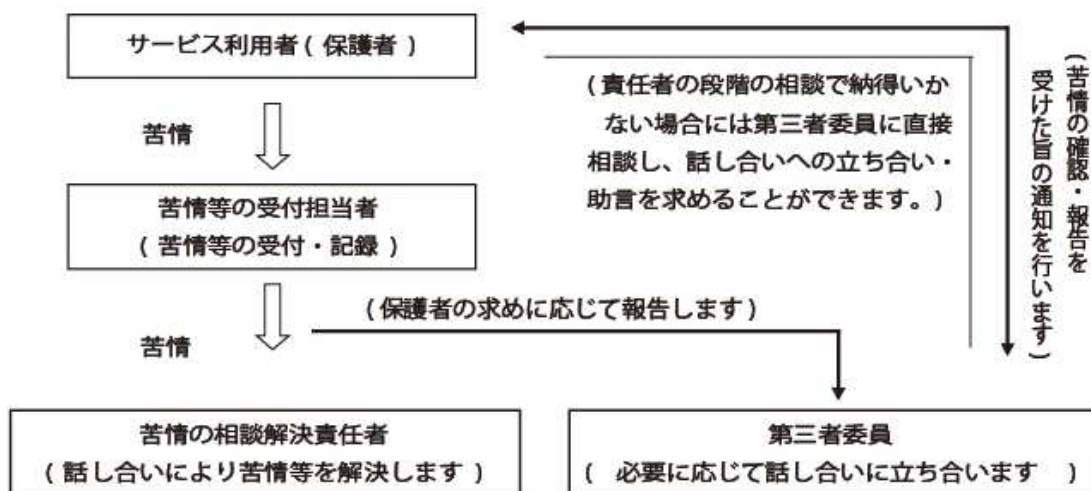 サービス利用者( 保護者 )
(責任者の段階の相談で納得いか
ない場合には第三者委員に直接
相談し、話し合いへの立ち合い・
助言を求めることができます。)
(苦情の確認・報告を
受けた旨の通知を行います)
苦情
苦情等の受付担当者
( 苦情等の受付・記録 )
(保護者の求めに応じて報告します)
苦情
苦情の相談解決責任者
( 話し合いにより苦情等を解決します )
第三者委員
( 必要に応じて話し合いに立ち合います )